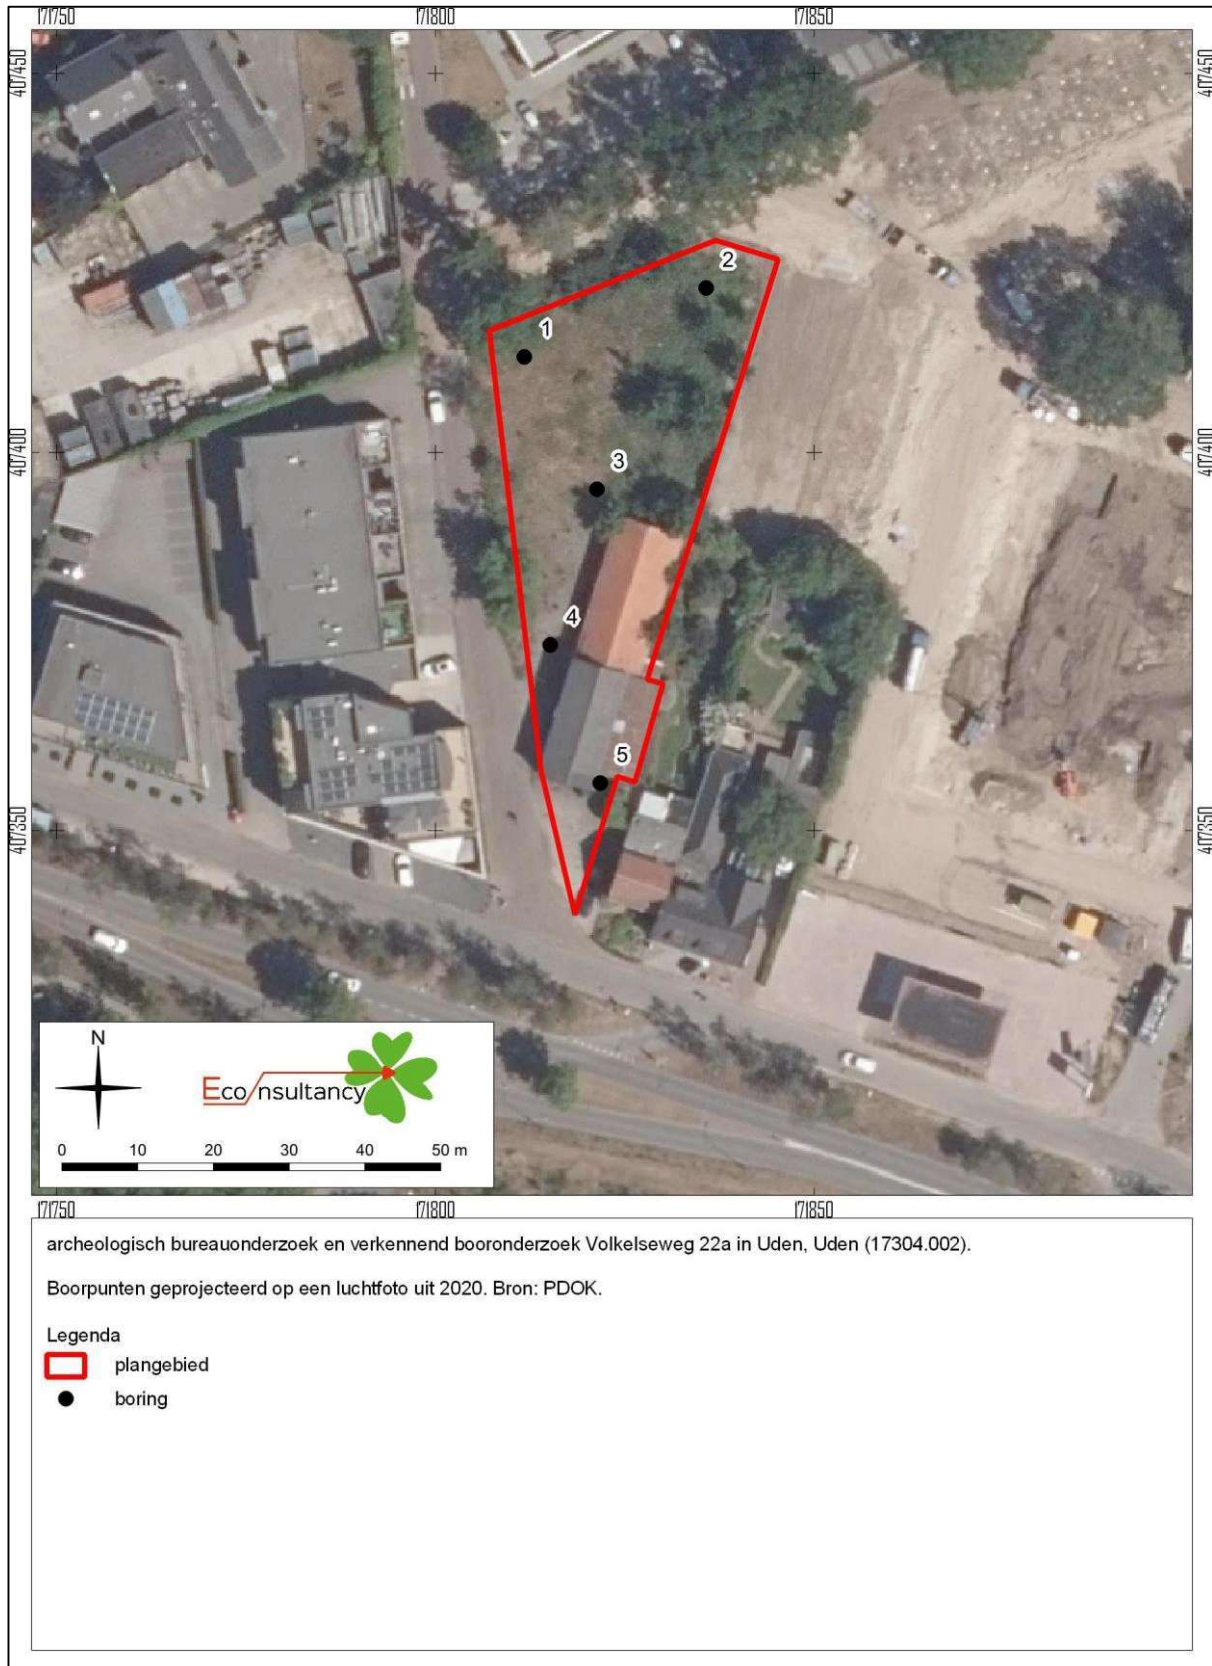 171750 171800 171850
407450 407450
2
1
3
407400 407400
4
5
407350 407350
N
Econsultancy
0 10 20 30 40 50 m
171750 171800 171850
archeologisch bureauonderzoek en verkennend booronderzoek Volkelseweg 22a in Uden, Uden (17304.002).
Boorpunten geprojecteerd op een luchtfoto uit 2020. Bron: PDOK.
Legenda
plangebied
boring